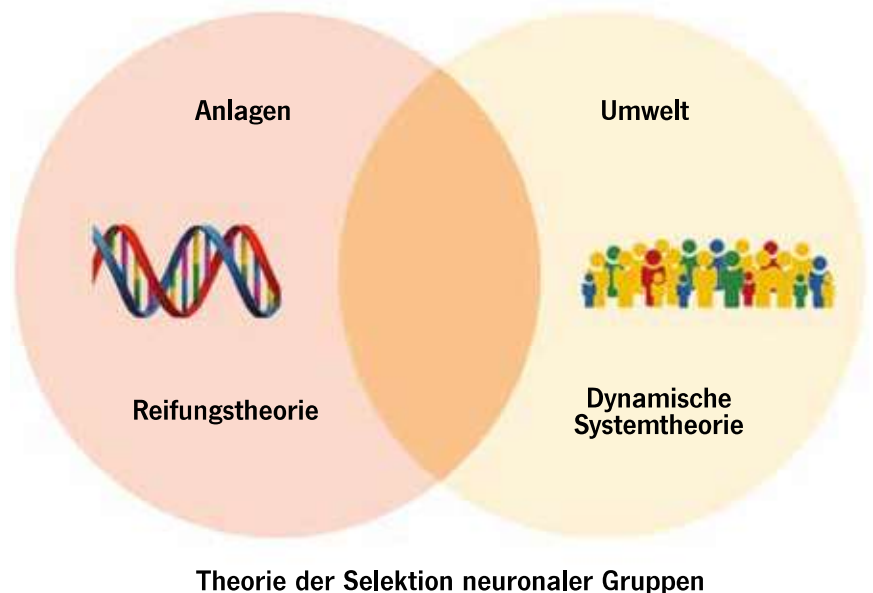 Anlagen
Umwelt
Reifungstheorie
Dynamische
Systemtheorie
Theorie der Selektion neuronaler Gruppen